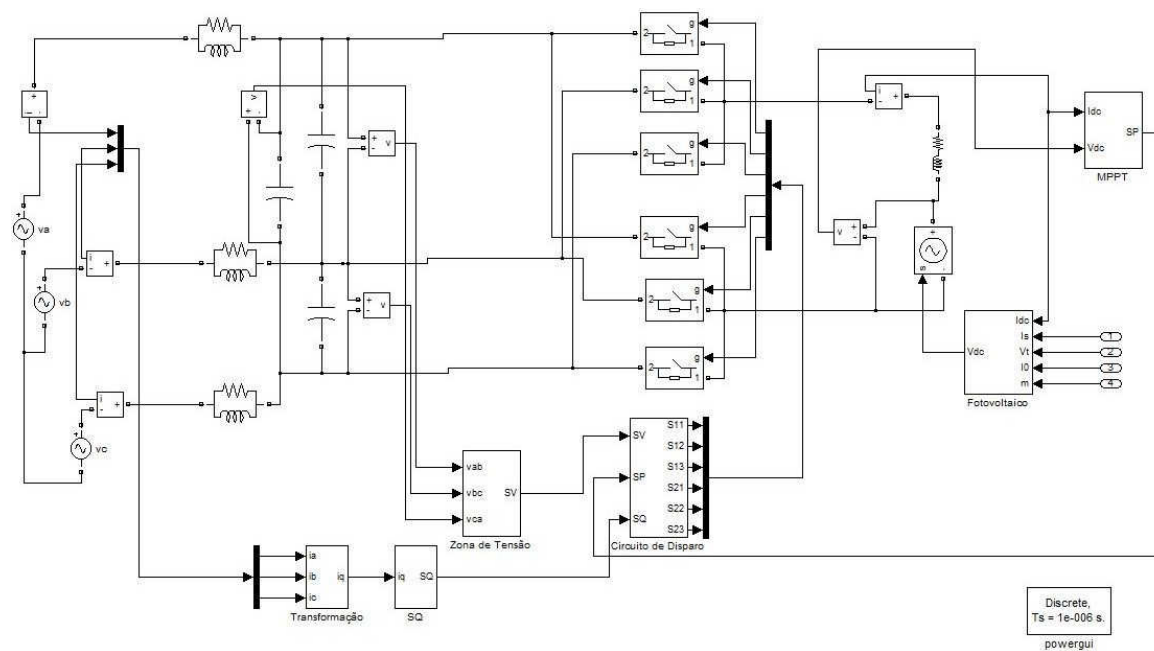 g
2
1
g
2
1
g
2
1
g
2
1
g
2
1
g
2
1
+
-
v
+
-
v
+
-
v
i
+
-
v
+
-
i
+
-
i
+
-
va
vb
vc
+
+
+
+
-
s
Idc
Vdc
SP
MPPT
Idc
Is
Vt
I0
m
Vdc
Fotovoltaico
1
2
3
4
vab
vbc
vca
SV
Zona de Tensão
SV
SP
SQ
S11
S12
S13
S21
S22
S23
Circuito de Disparo
ia
ib
ic
iq
Transformação
iq
SQ
SQ
Discrete,
Ts = 1e-006 s.
powergui